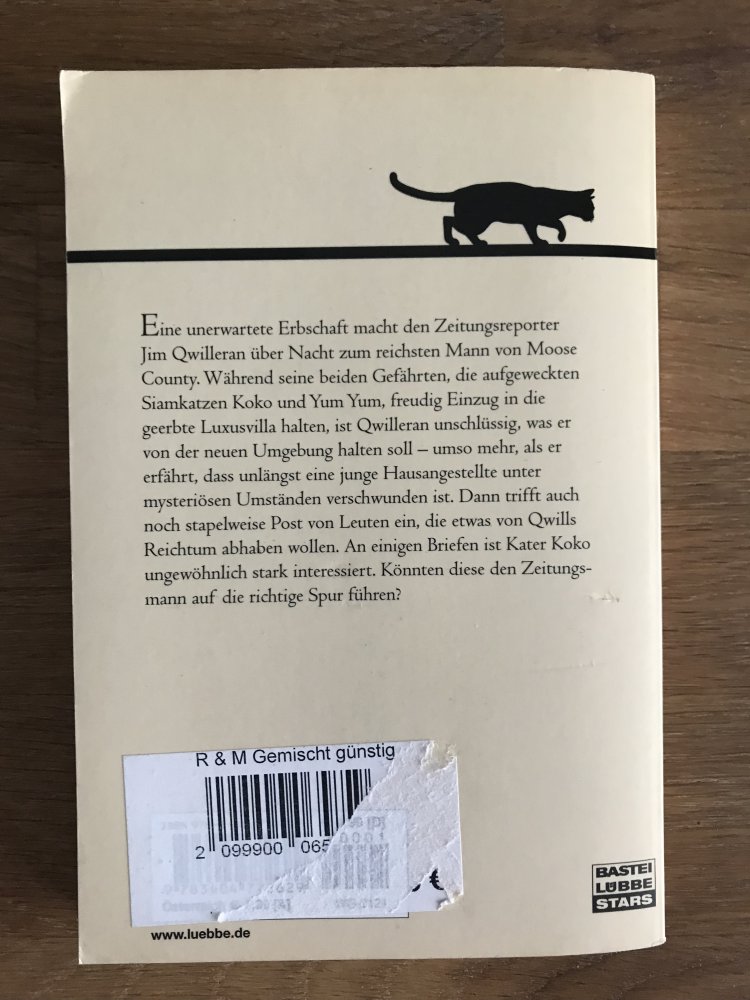 Eine unerwartete Erbschaft macht den Zeitungsreporter
Jim Qwilleran über Nacht zum reichsten Mann von Moose
County. Während seine beiden Gefährten, die aufgeweckten
Siamkatzen Koko und Yum Yum, freudig Einzug in die
geerbte Luxusvilla halten, ist Qwilleran unschlüssig, was er
von der neuen Umgebung halten soll – umso mehr, als er
erfährt, dass unlängst eine junge Hausangestellte unter
mysteriösen Umständen verschwunden ist. Dann trifft auch
noch stapelweise Post von Leuten ein, die etwas von Qwills
Reichtum abhaben wollen. An einigen Briefen ist Kater Koko
ungewöhnlich stark interessiert. Könnten diese den Zeitungs-
mann auf die richtige Spur führen?
R & M Gemischt günstig
2 099900
€
www.luebbe.de
BASTEI
LÜBBE
STARS